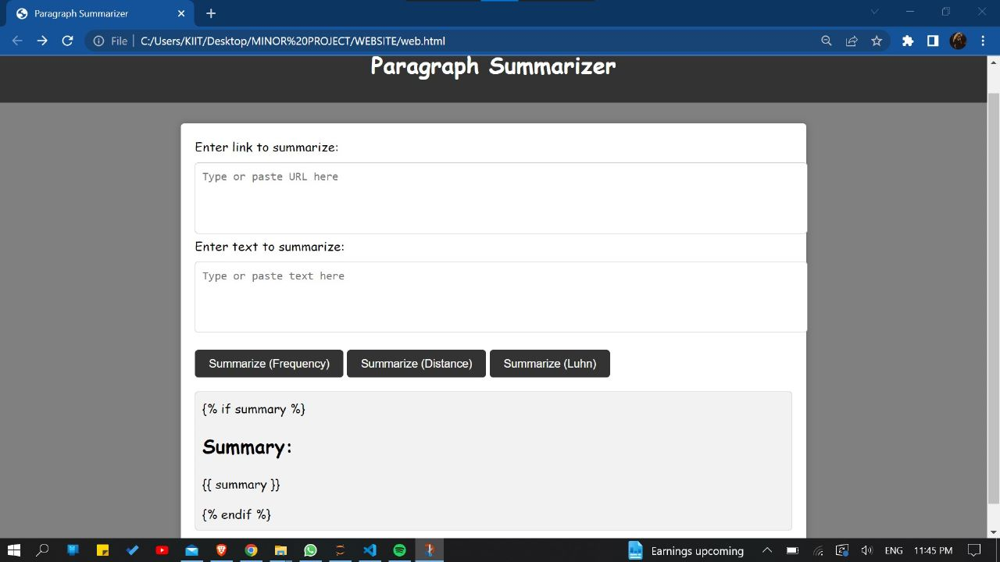 Paragraph Summarizer
File
C:/Users/KIIT/Desktop/MINOR%20PROJECT/WEBSITE/web.html
Paragraph Summarizer
Enter link to summarize:
Type or paste URL here
Enter text to summarize:
Type or paste text here
Summarize (Frequency) Summarize (Distance) Summarize (Luhn)
{% if summary %}
Summary:
{{ summary }}
{% endif %}
Earnings upcoming ENG 11:45 PM